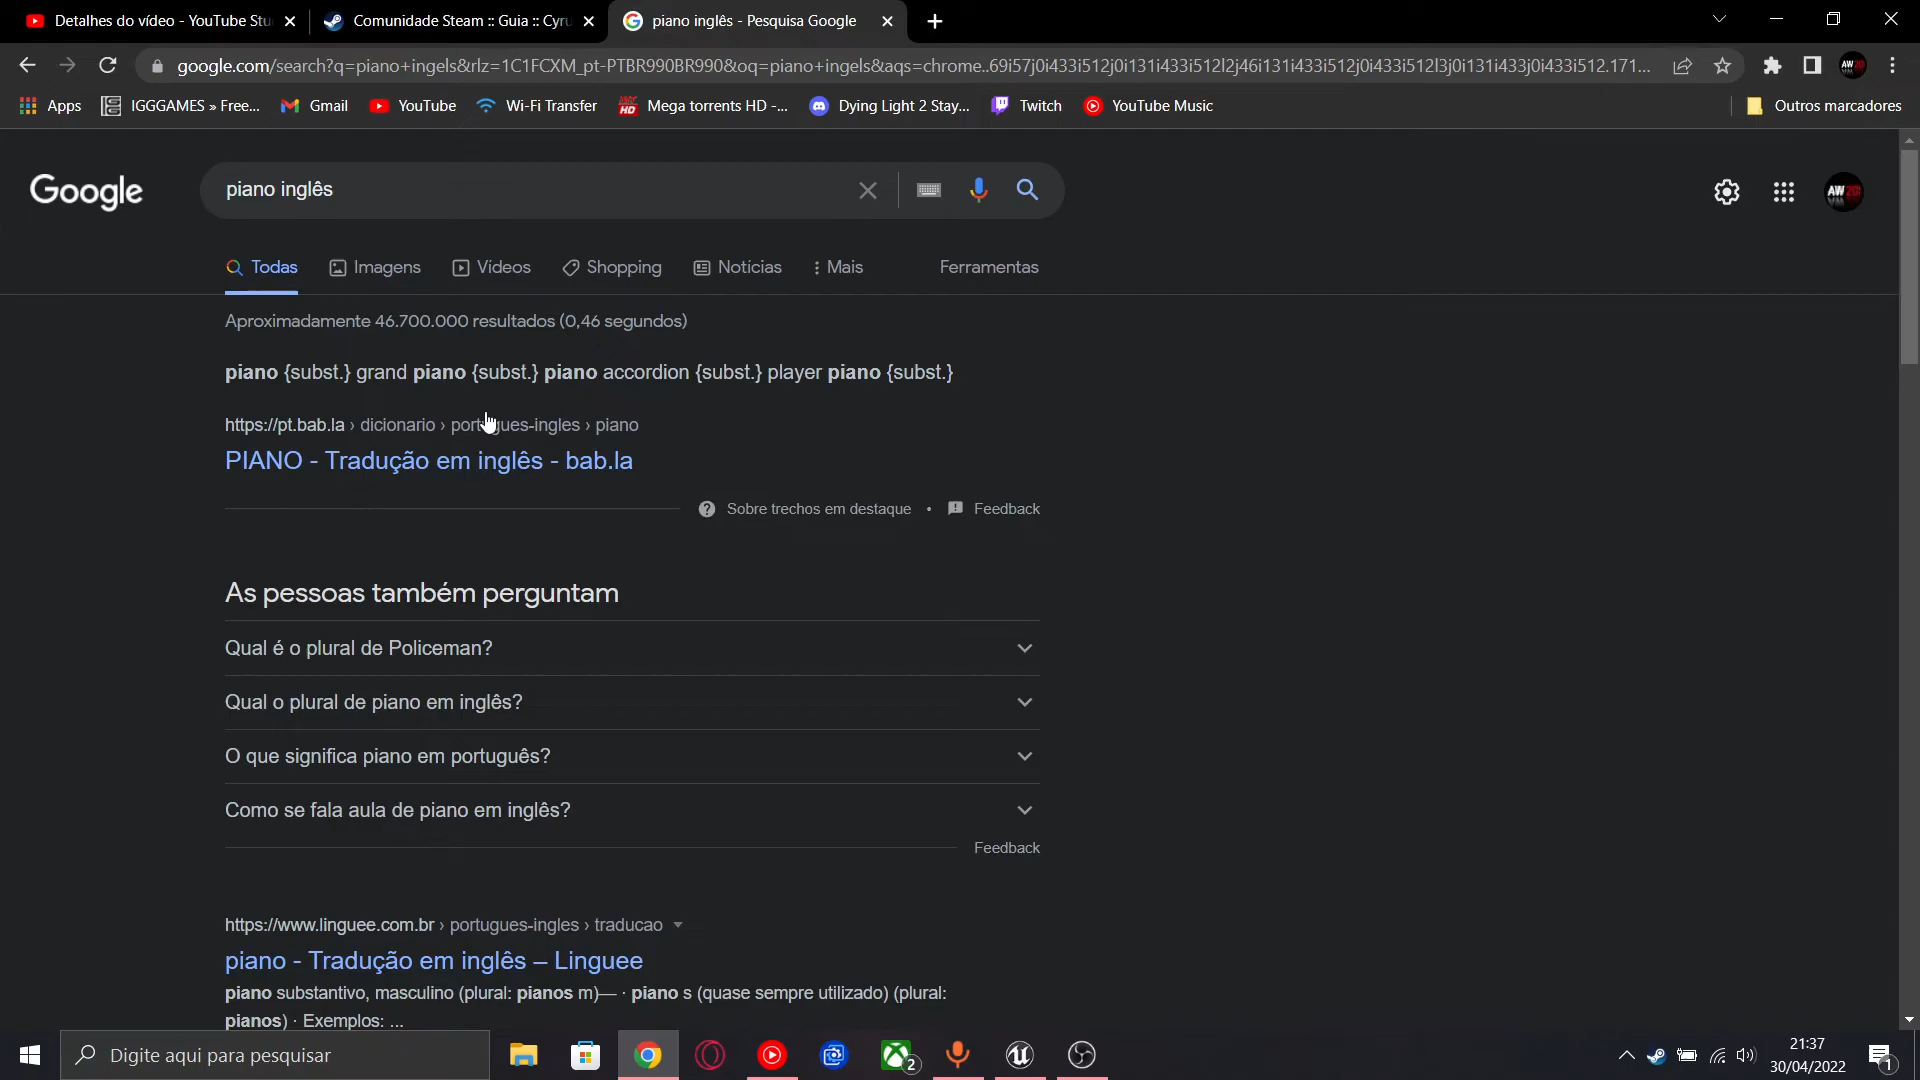 Detalhes do vídeo - YouTube Stu
Comunidade Steam :: Guia :: Cyru
piano inglês - Pesquisa Google
google.com/search?q=piano+ingels&rlz=1C1FCXM_pt-PTBR990BR990&oq=piano+ingels&aqs=chrome..69i57j0i433i512j0i131i433i512l2j46i131i433i512j0i433i512l3j0i131i433j0i433i512.171...
Apps
IGGGAMES » Free...
Gmail
YouTube
Wi-Fi Transfer
Mega torrents HD -...
Dying Light 2 Stay...
Twitch
YouTube Music
Outros marcadores
Google
piano inglês
Todas
Imagens
Vídeos
Shopping
Notícias
Mais
Ferramentas
Aproximadamente 46.700.000 resultados (0,46 segundos)
piano {subst.} grand piano {subst.} piano accordion {subst.} player piano {subst.}
https://pt.bab.la › dicionario › portugues-ingles › piano
PIANO - Tradução em inglês - bab.la
Sobre trechos em destaque • Feedback
As pessoas também perguntam
Qual é o plural de Policeman?
Qual o plural de piano em inglês?
O que significa piano em português?
Como se fala aula de piano em inglês?
Feedback
https://www.linguee.com.br › portugues-ingles › traducao
piano - Tradução em inglês – Linguee
piano substantivo, masculino (plural: pianos m)— · piano s (quase sempre utilizado) (plural:
pianos) · Exemplos: ...
Digite aqui para pesquisar
2
21:37
30/04/2022
1